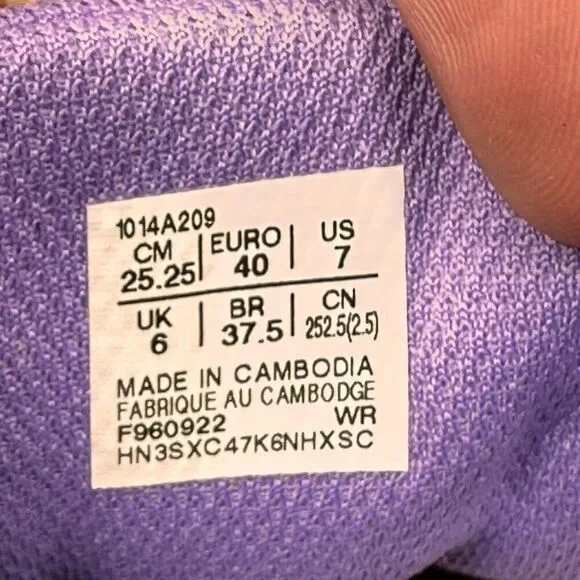 1014A209
CM | EURO | US
25.25 | 40 | 7
UK | BR | CN
6 | 37.5 | 252.5(2.5)
MADE IN CAMBODIA
FABRIQUE AU CAMBODGE
F960922 WR
HN3SXC47K6NHXSC